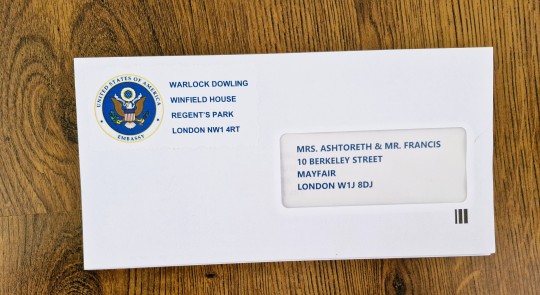 UNITED STATES OF AMERICA
EMBASSY
WARLOCK DOWLING
WINFIELD HOUSE
REGENT'S PARK
LONDON NW1 4RT
MRS. ASHTORETH & MR. FRANCIS
10 BERKELEY STREET
MAYFAIR
LONDON W1J 8DJ